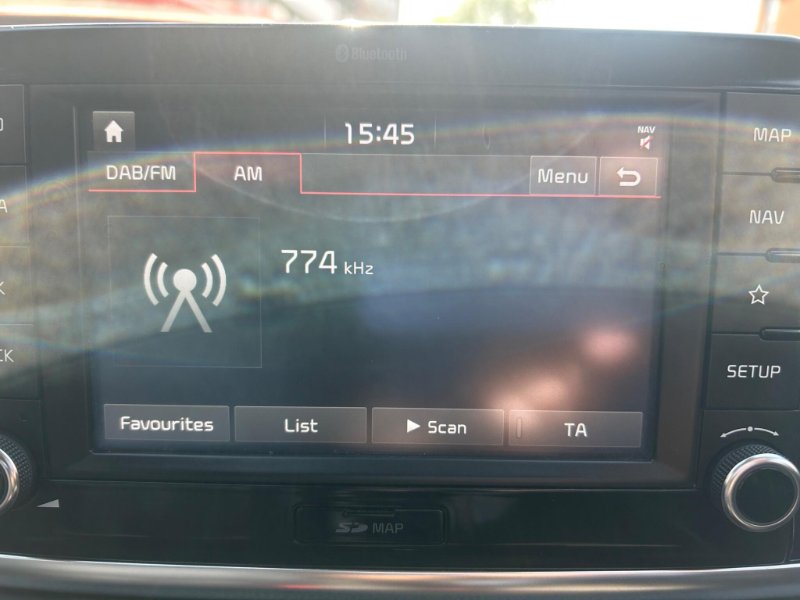 Bluetooth
15:45
NAV
DAB/FM
AM
Menu
774 kHz
Favourites
List
Scan
TA
MAP
NAV
SETUP
SD MAP